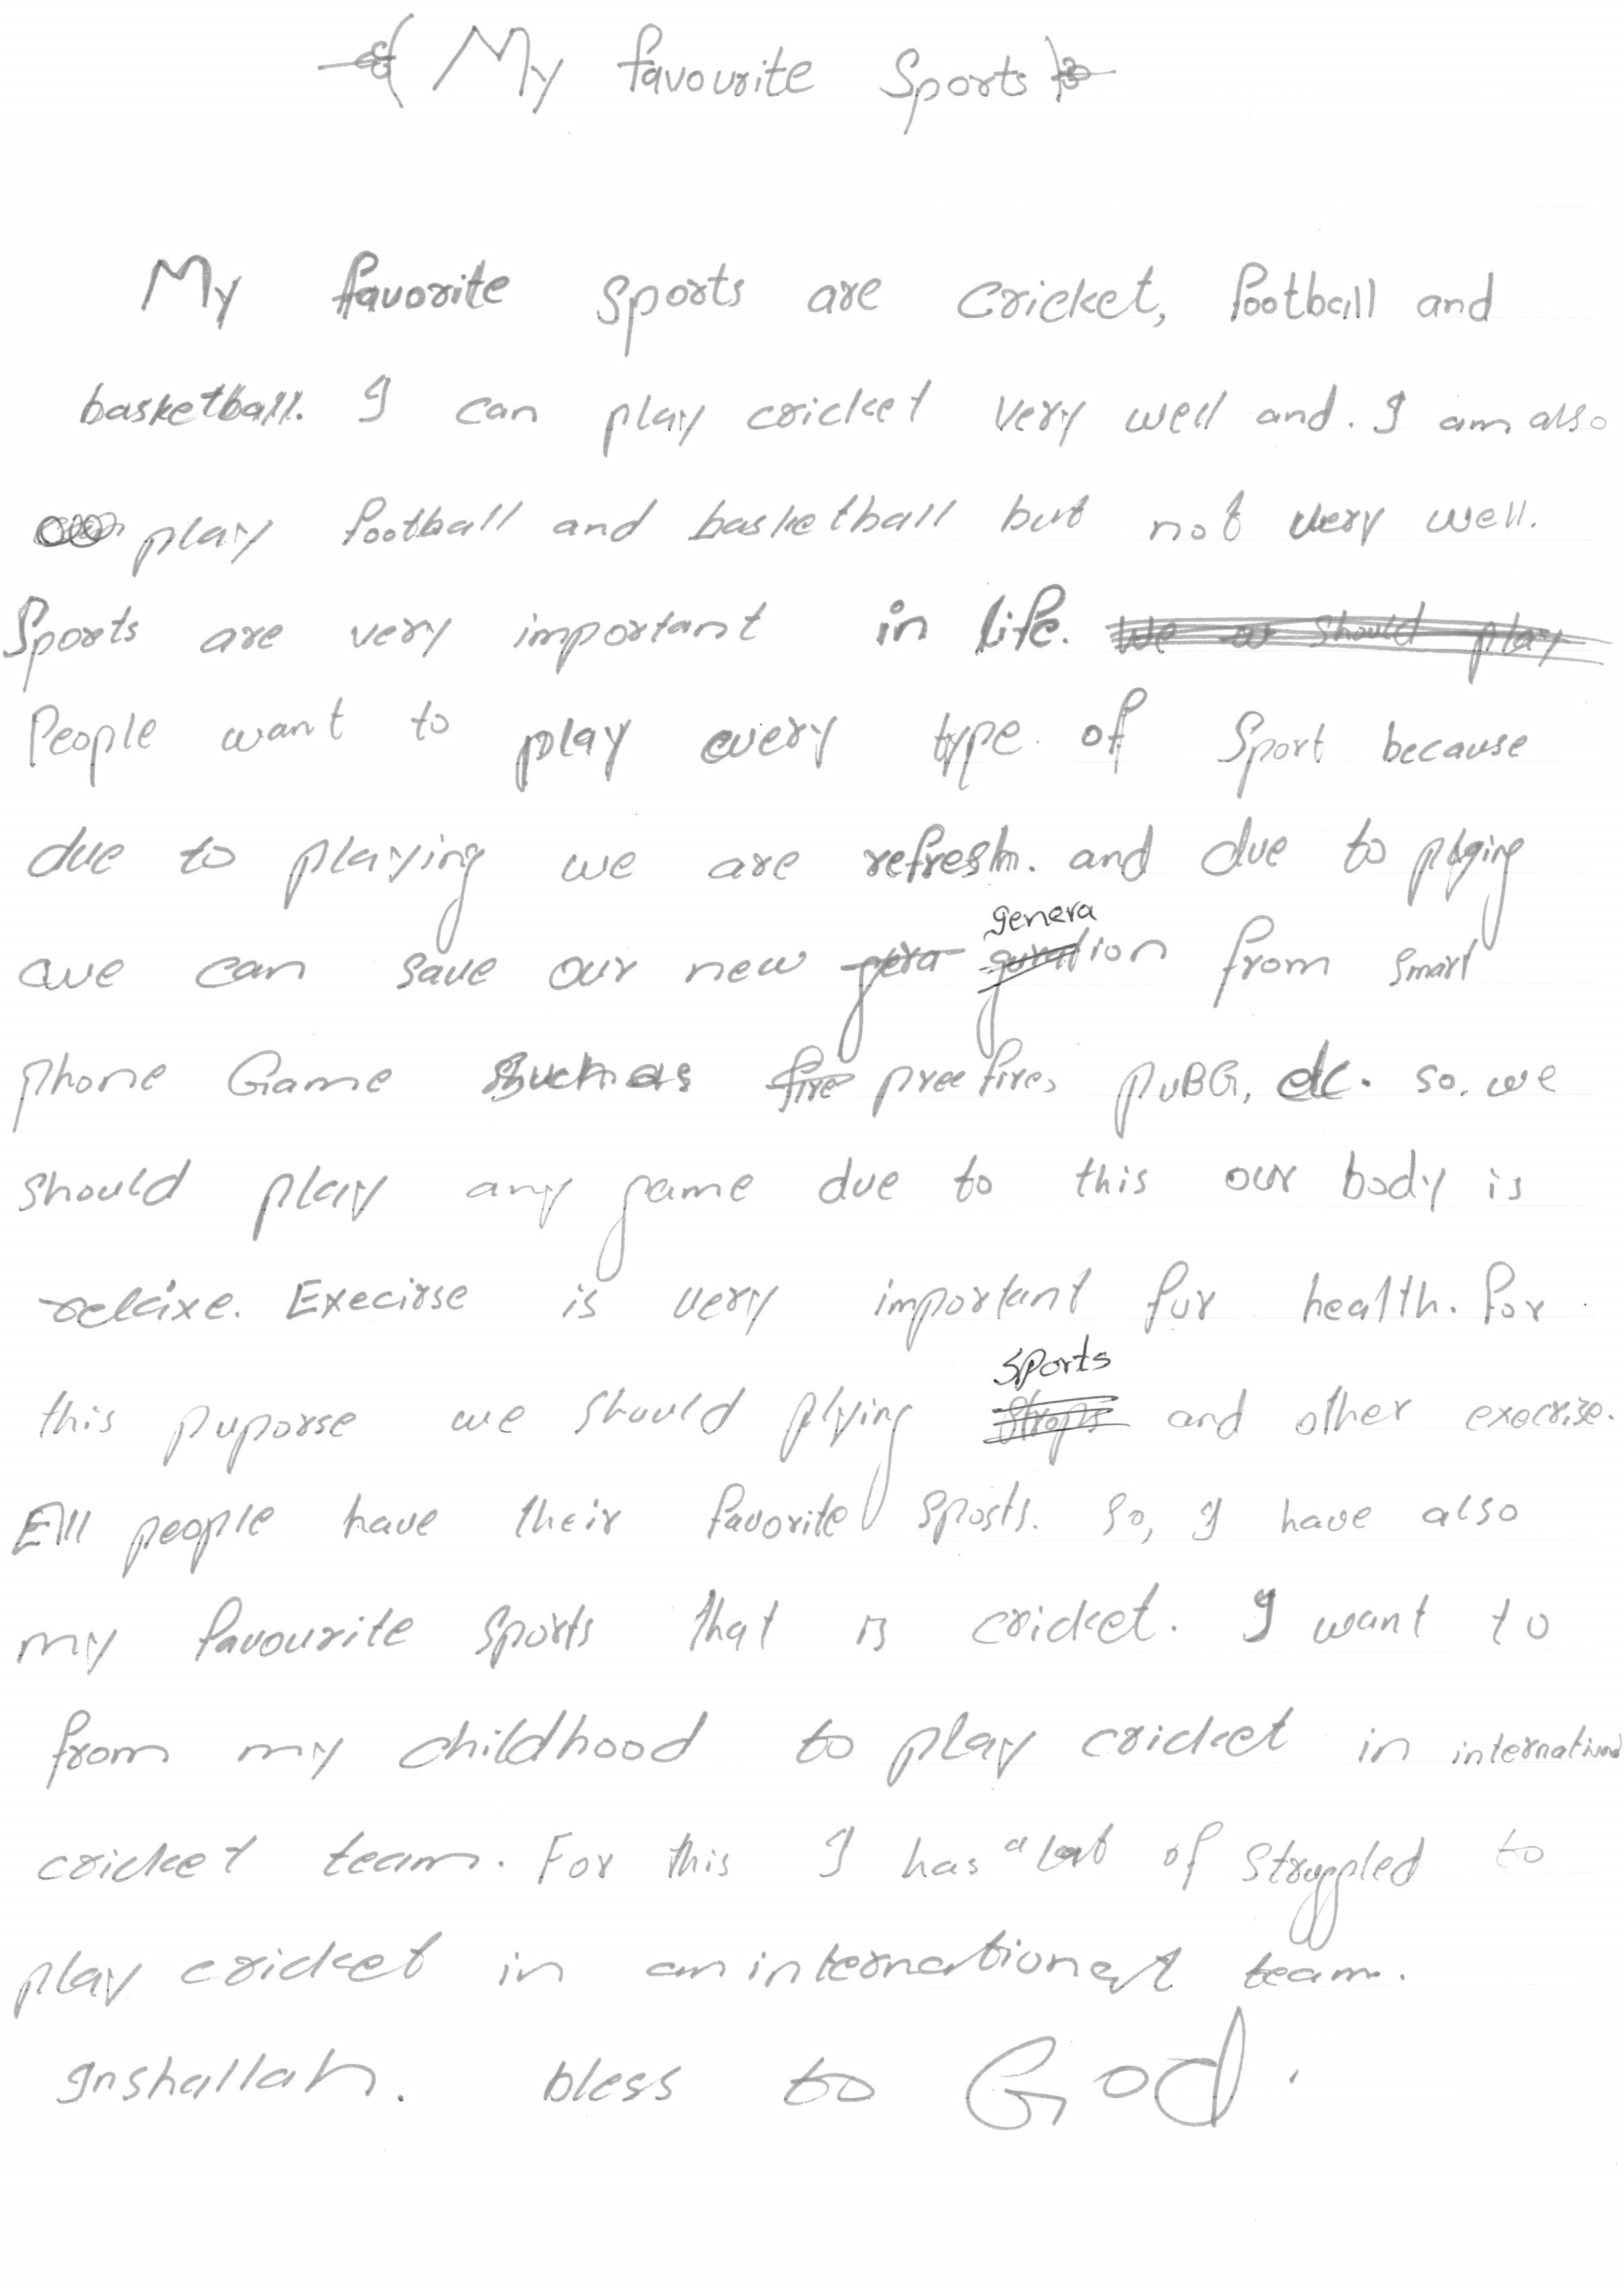 My favourite Sports
My favorite Sports are cricket, football and
basketball. I can play cricket very well and. I am also
play football and basketball but not very well.
Sports are very important in life. We should play
People want to play every type of Sport because
due to playing we are refresh. and due to plying
we can save our new generation from smart
phone Game such as free fire, PUBG, etc. so. we
should play any game due to this our body is
relaixe. Execirse is very important fur health. For
this puporse we should plying sports and other execrise.
Ell people have their favorite sports. So, I have also
my favourite sports that is cricket. I want to
from my childhood to play cricket in international
cricket team. For this I has a lot of struggled to
play cricket in an international team.
Inshallah. bless to God.